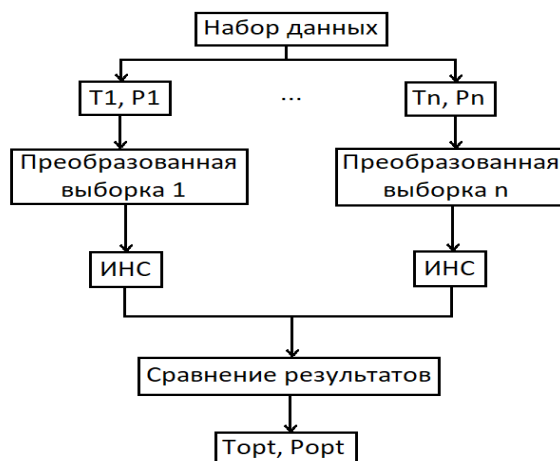 Набор данных
T1, P1
...
Tn, Pn
Преобразованная
выборка 1
Преобразованная
выборка n
ИНС
ИНС
Сравнение результатов
Topt, Popt